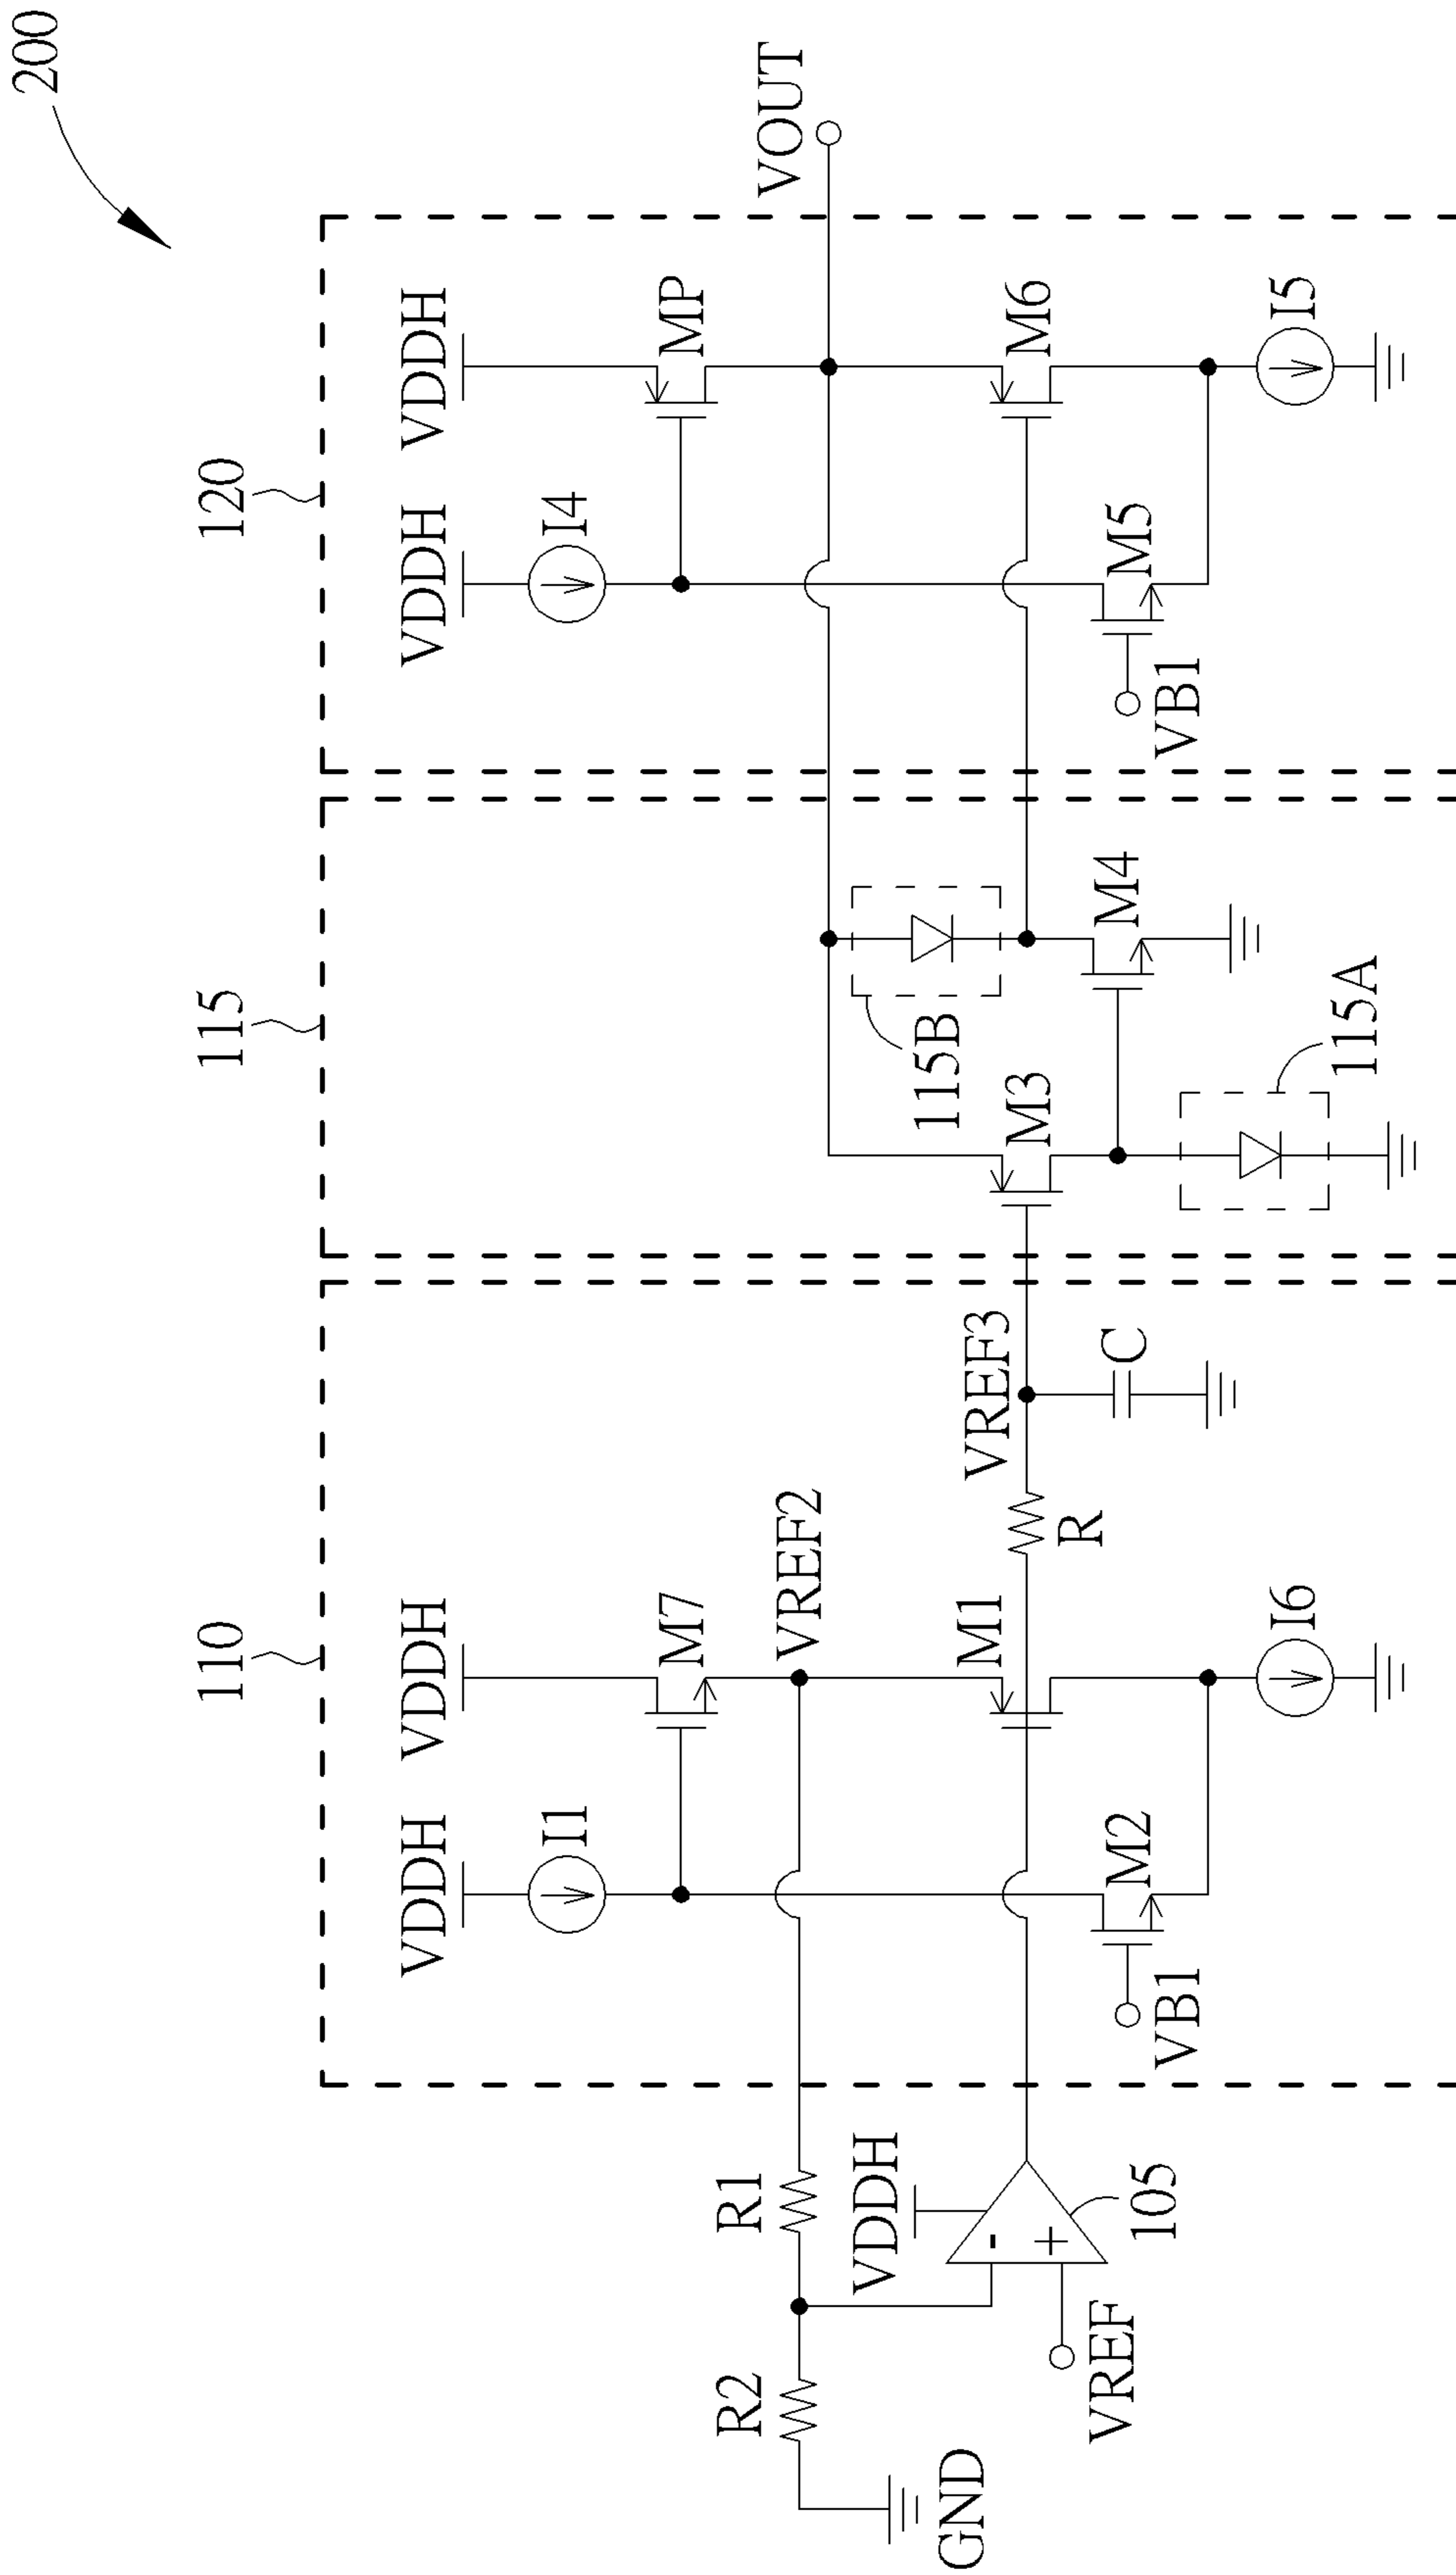 200
110
115
120
VDDH
VDDH
VDDH
VDDH
I1
M7
I4
MP
R2
R1
VREF2
VOUT
VDDH
GND
115B
M1
VREF3
M3
M6
-
+
R
VREF
105
VB1
M2
C
M4
VB1
M5
I6
115A
I5